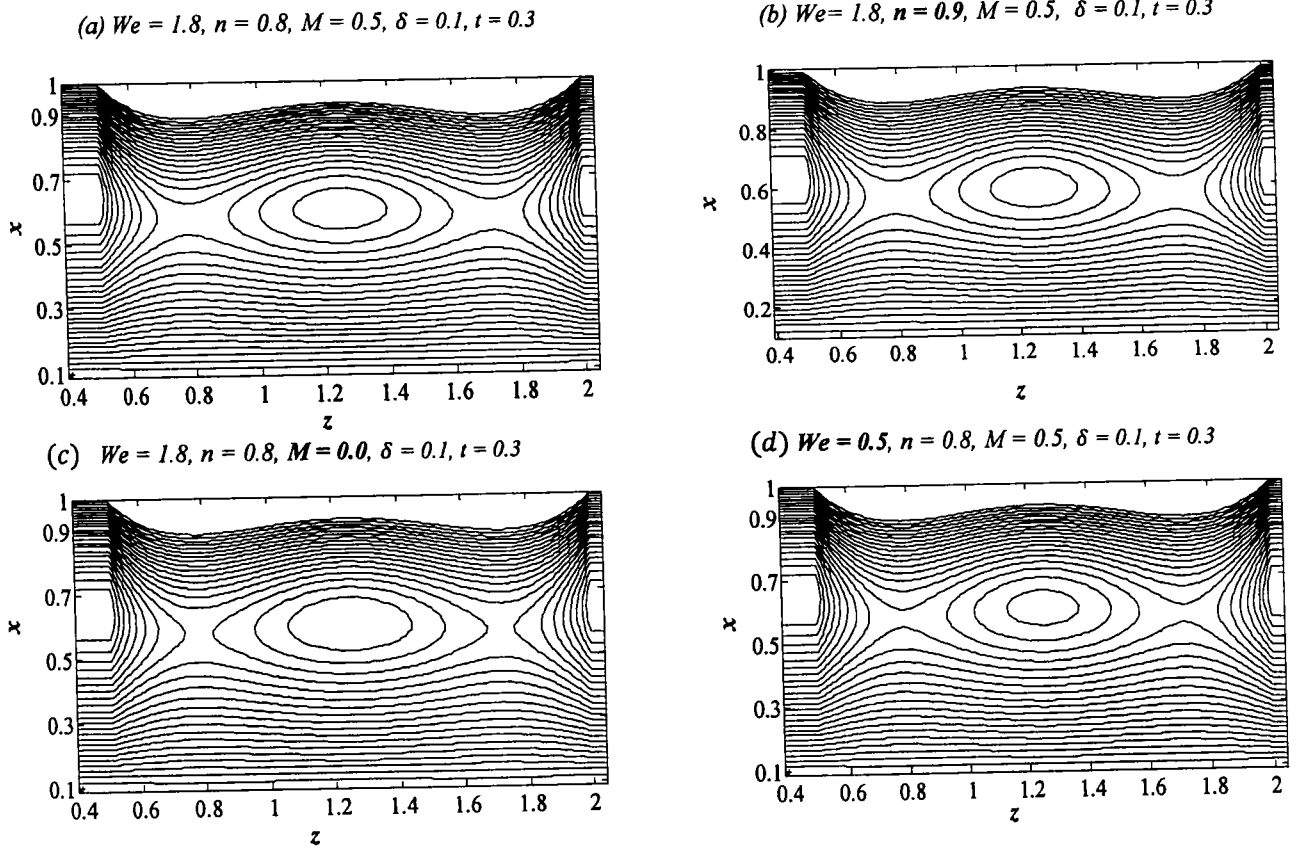 (a) We = 1.8, n = 0.8, M = 0.5, δ = 0.1, t = 0.3
1
0.9
0.7
0.5
0.3
0.1
x
0.4 0.6 0.8 1 1.2 1.4 1.6 1.8 2
z
(b) We= 1.8, n = 0.9, M = 0.5, δ = 0.1, t = 0.3
1
0.8
0.6
0.4
0.2
x
0.4 0.6 0.8 1 1.2 1.4 1.6 1.8 2
z
(c) We = 1.8, n = 0.8, M = 0.0, δ = 0.1, t = 0.3
1
0.9
0.7
0.5
0.3
0.1
x
0.4 0.6 0.8 1 1.2 1.4 1.6 1.8 2
z
(d) We = 0.5, n = 0.8, M = 0.5, δ = 0.1, t = 0.3
1
0.9
0.7
0.5
0.3
0.1
x
0.4 0.6 0.8 1 1.2 1.4 1.6 1.8 2
z